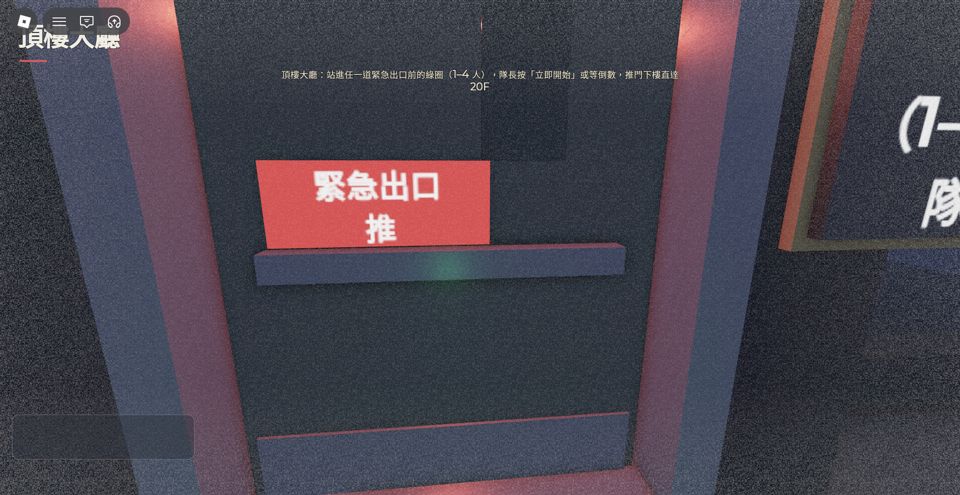 頂樓大廳
頂樓大廳：站進任一道緊急出口前的綠圈（1–4 人），隊長按「立即開始」或等倒數，推門下樓直達
20F
緊急出口
推
(1–
隊